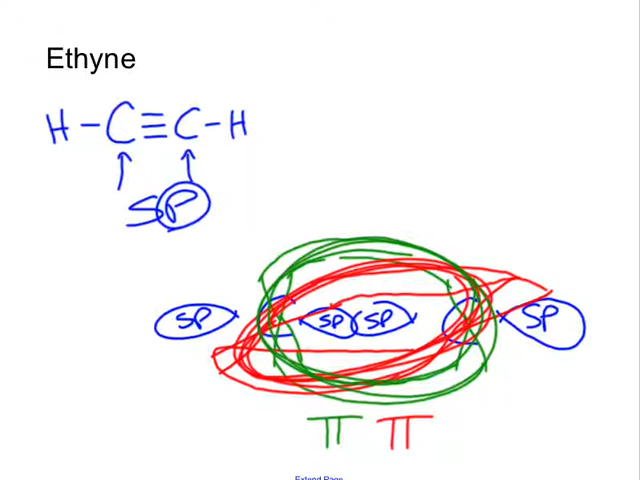 Ethyne
H - C ≡ C - H
SP
SP SP SP SP
π π
Extend Page